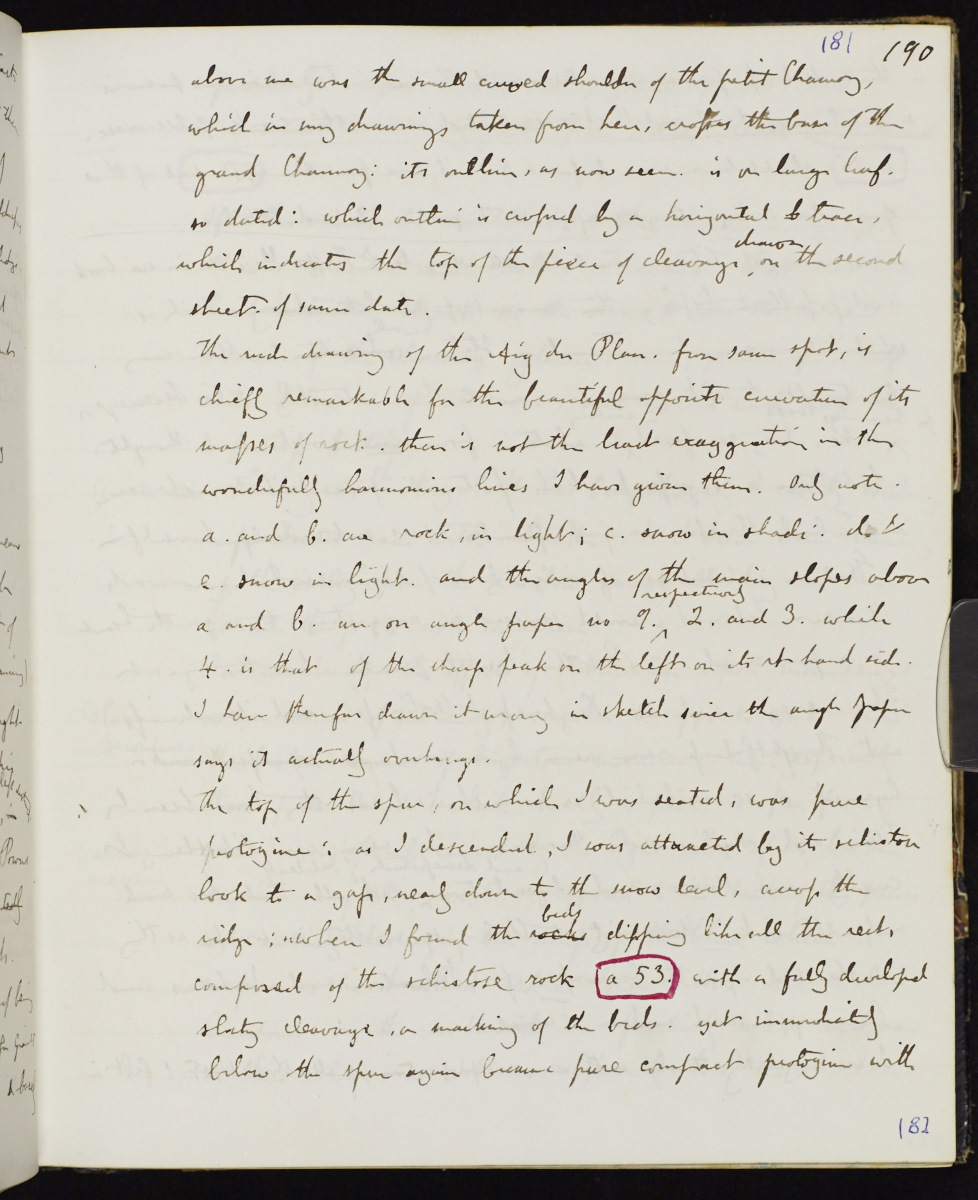 181 190
above me was the small curved shoulder of the petit Charmoz,
which in my drawings taken from here, crosses the base of the
grand Charmoz: its outline, as now seen. is on large leaf.
so dated: which outline is crossed by a horizontal trace,
which indicates the top of the piece of cleavage, drawn on the second
sheet. of same date.
The rude drawing of the Aig du Plan. from same spot, is
chiefly remarkable for the beautiful opposite curvature of its
masses of rock. there is not the least exaggeration in the
wonderfully harmonious lines I have given them. Only note.
a. and b. are rock, in light; c. snow in shade. d. &
e. snow in light. and the angles of the main slopes above
a and b. are on angle paper no 9. respectively 2. and 3. while
4. is that of the sharp peak on the left on its rt hand side.
I have therefore drawn it wrong in sketch since the angle paper
says it actually overhangs.
The top of the spur, on which I was seated, was pure
protogine: as I descended, I was attracted by its schistose
look to a gap, nearly down to the snow level, across the
ridge; where I found the rocks beds dipping like all the rest,
composed of the schistose rock a 53. with a fully developed
slaty cleavage, or marking of the beds. yet immediately
below the spur again became pure compact protogine with
182